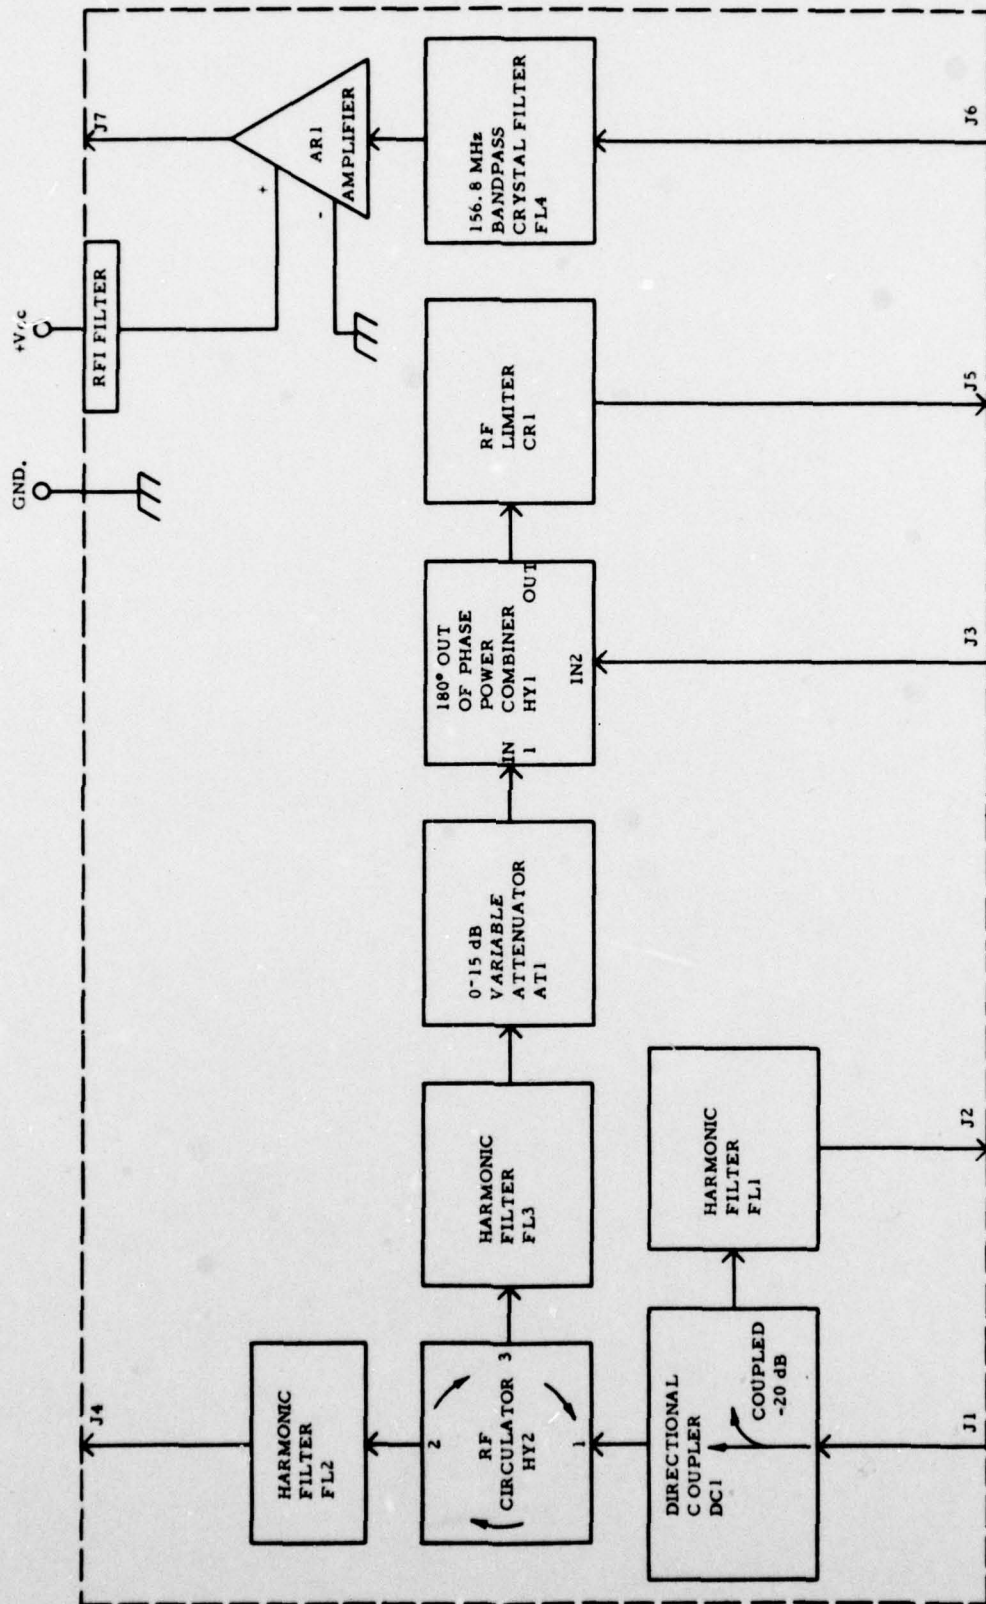 GND.
+Vcc
RFI FILTER
J7
+
-
AR1
AMPLIFIER
J4
HARMONIC
FILTER
FL2
2
RF
CIRCULATOR
HY2
3
1
HARMONIC
FILTER
FL3
0-15 dB
VARIABLE
ATTENUATOR
AT1
180° OUT
OF PHASE
POWER
COMBINER
HY1
IN
1
OUT
IN2
RF
LIMITER
CR1
156.8 MHz
BANDPASS
CRYSTAL FILTER
FL4
DIRECTIONAL
COUPLER
DC1
COUPLED
-20 dB
HARMONIC
FILTER
FL1
J1
J2
J3
J5
J6